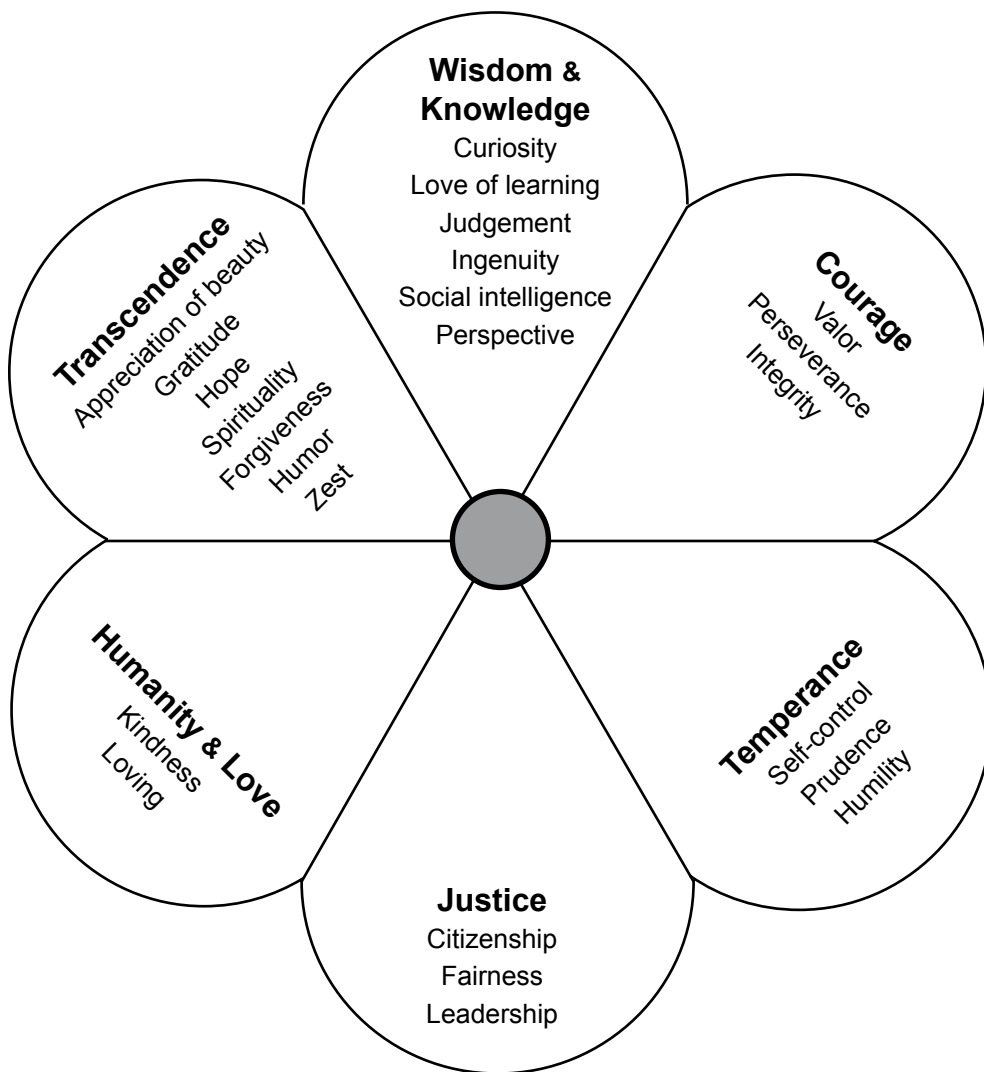 Wisdom &
Knowledge
Curiosity
Love of learning
Judgement
Ingenuity
Social intelligence
Perspective
Courage
Valor
Perseverance
Integrity
Temperance
Self-control
Prudence
Humility
Justice
Citizenship
Fairness
Leadership
Humanity & Love
Kindness
Loving
Transcendence
Appreciation of beauty
Gratitude
Hope
Spirituality
Forgiveness
Humor
Zest